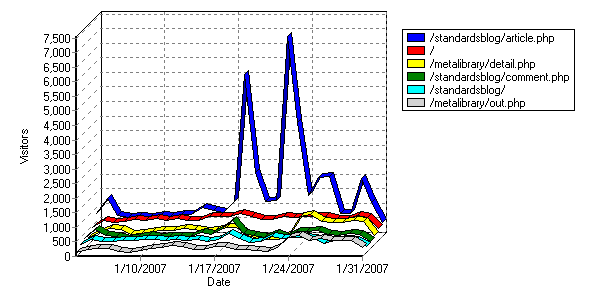 7,500
7,000
6,500
6,000
5,500
5,000
4,500
4,000
3,500
3,000
2,500
2,000
1,500
1,000
500
0
Visitors
1/10/2007 1/17/2007 1/24/2007 1/31/2007
Date
/standardsblog/article.php
/
/metalibrary/detail.php
/standardsblog/comment.php
/standardsblog/
/metalibrary/out.php